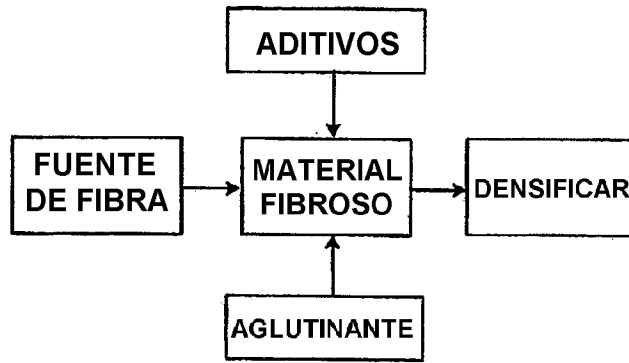 ADITIVOS
FUENTE
DE FIBRA
MATERIAL
FIBROSO
DENSIFICAR
AGLUTINANTE